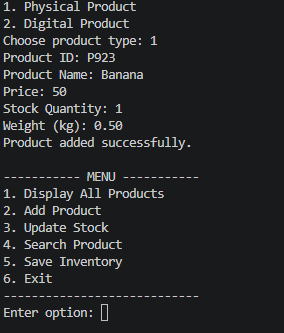 1. Physical Product
2. Digital Product
Choose product type: 1
Product ID: P923
Product Name: Banana
Price: 50
Stock Quantity: 1
Weight (kg): 0.50
Product added successfully.

----------- MENU -----------
1. Display All Products
2. Add Product
3. Update Stock
4. Search Product
5. Save Inventory
6. Exit
----------------------------
Enter option: